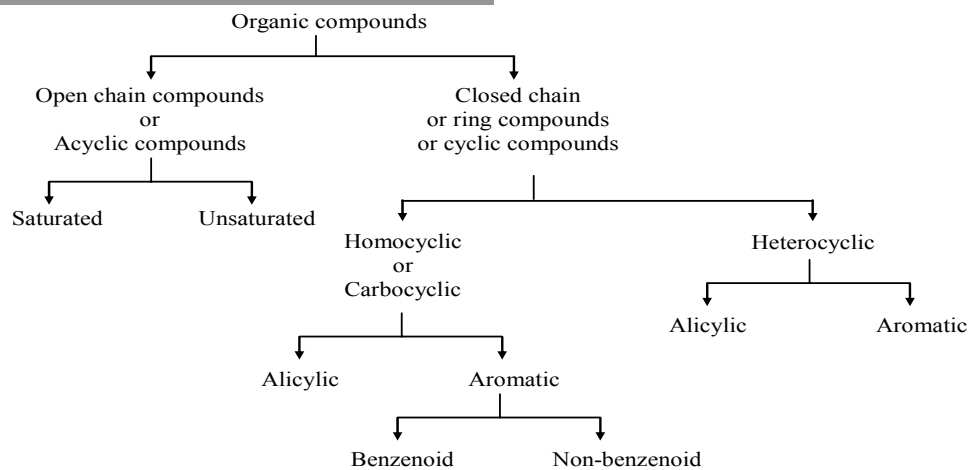 Organic compounds
Open chain compounds
or
Acyclic compounds
Closed chain
or ring compounds
or cyclic compounds
Saturated
Unsaturated
Homocyclic
or
Carbocyclic
Heterocyclic
Alicylic
Aromatic
Alicylic
Aromatic
Benzenoid
Non-benzenoid